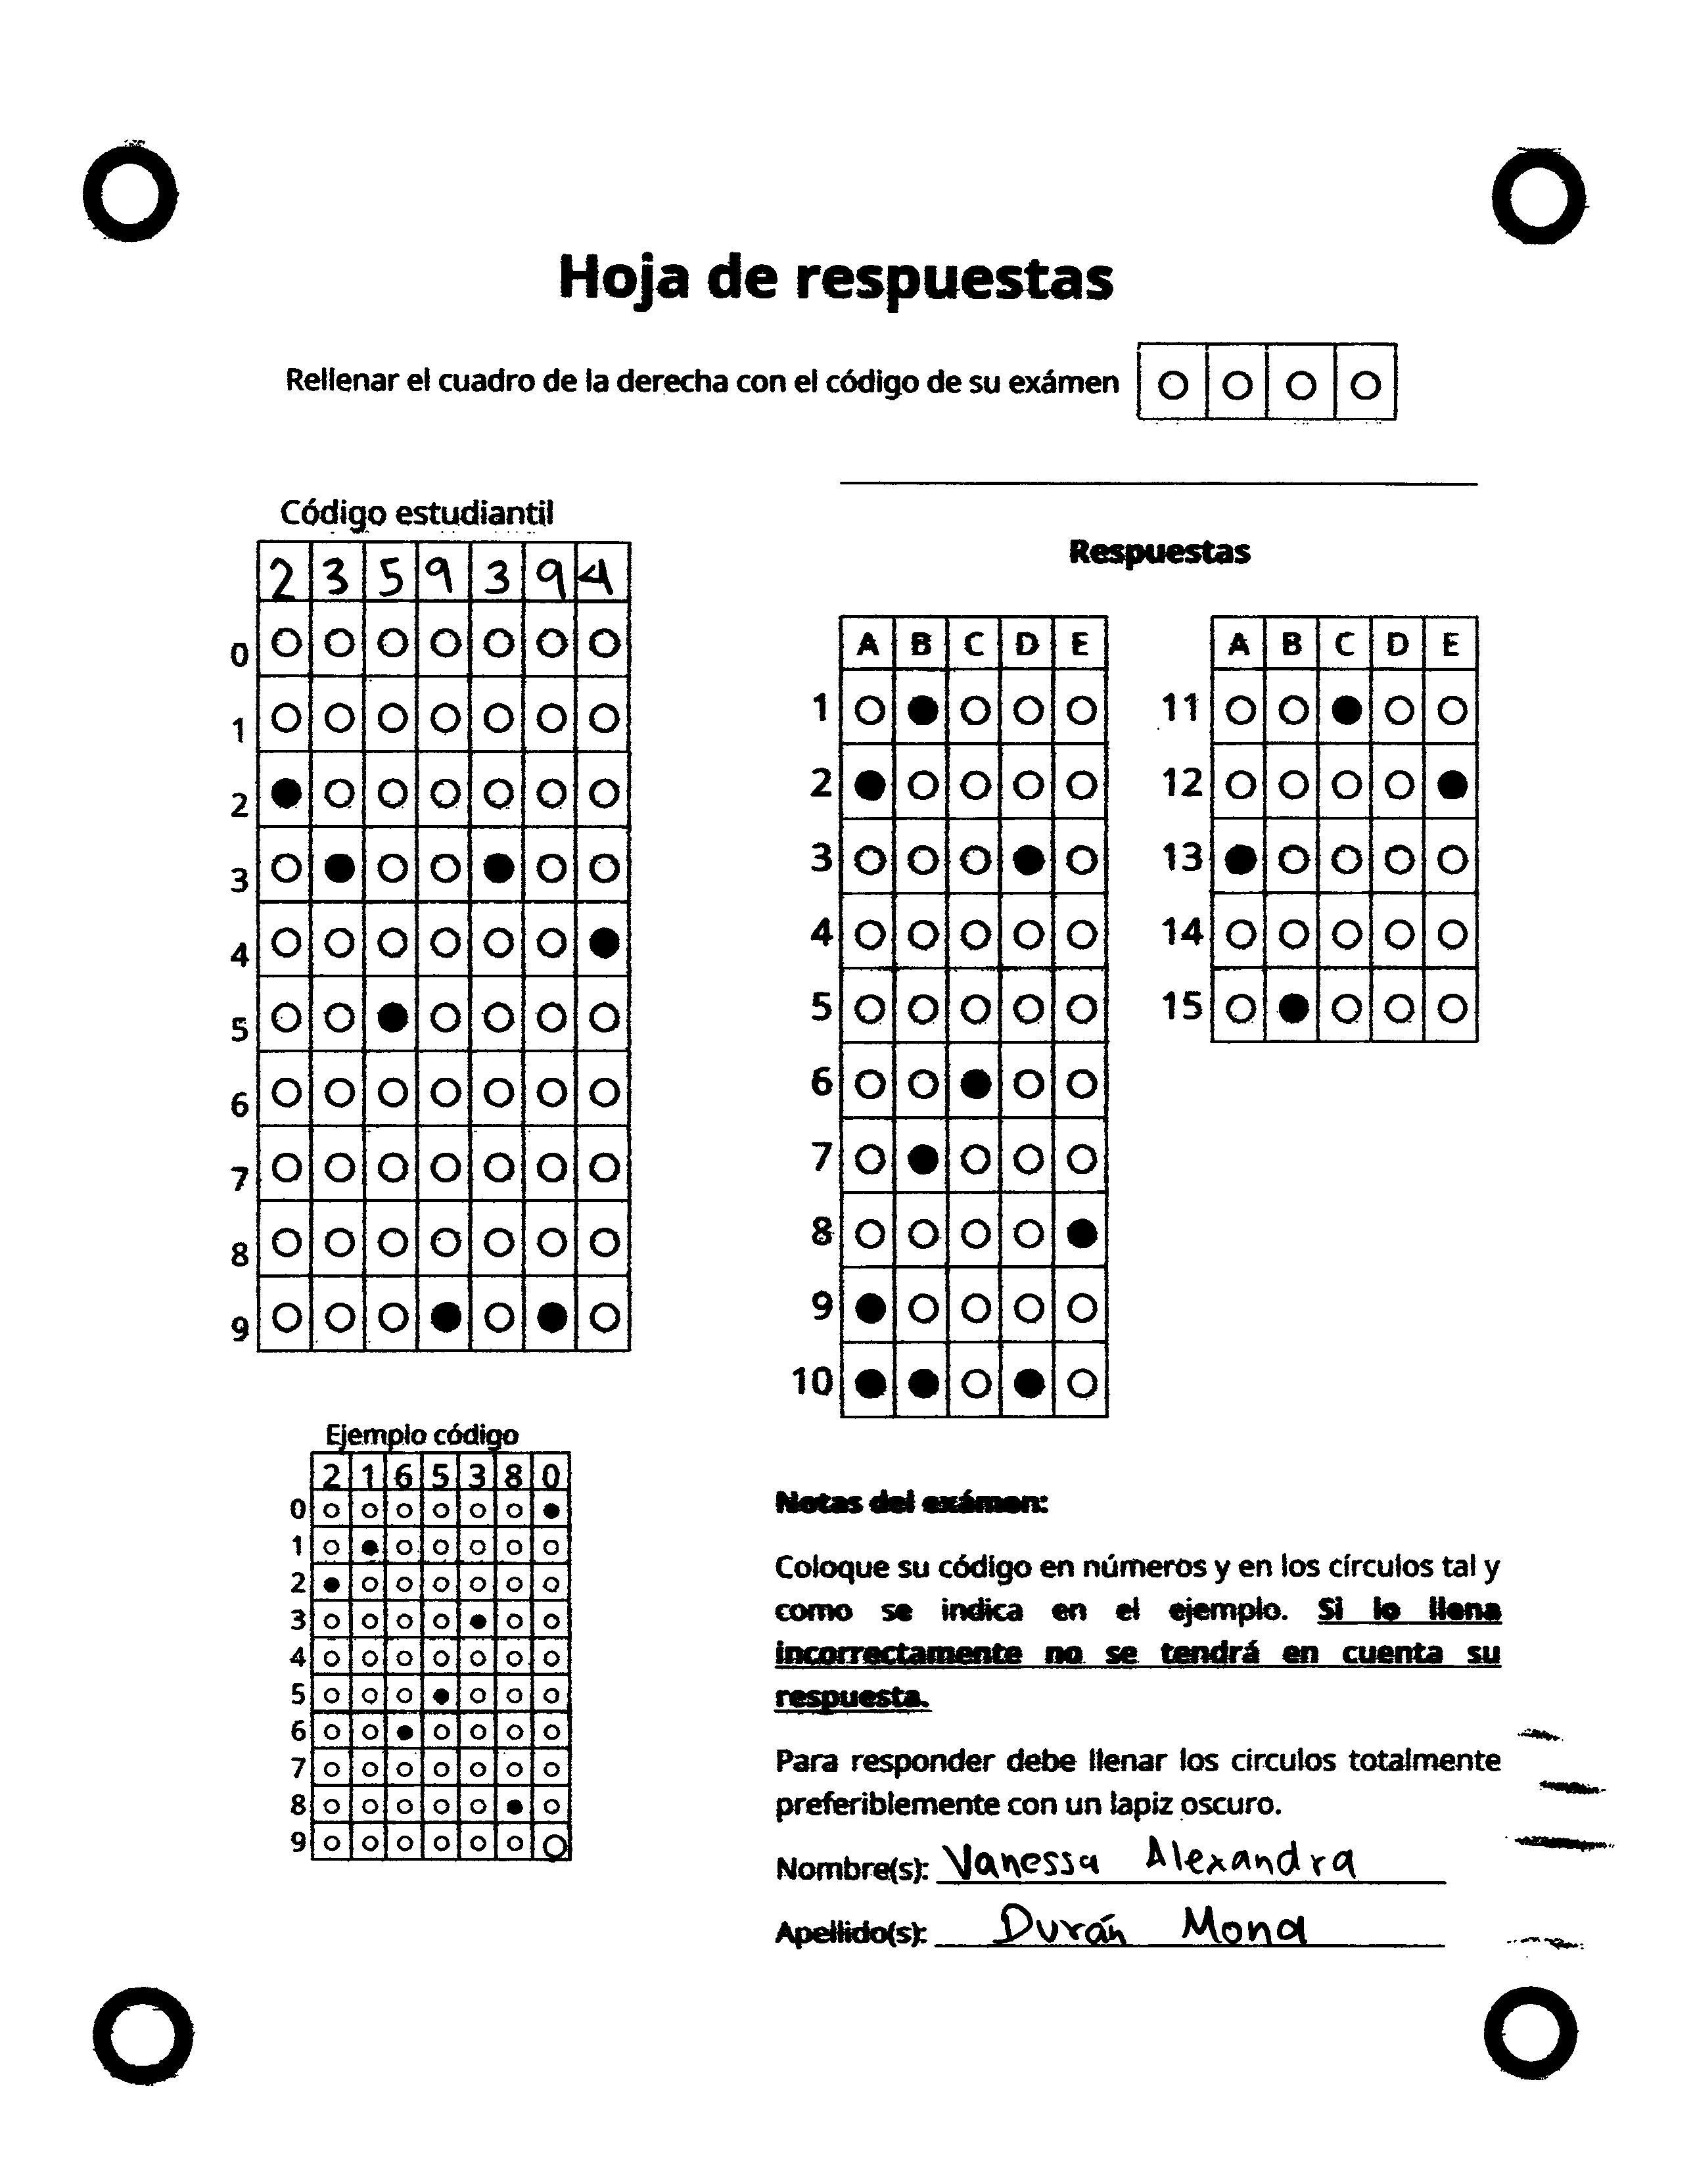 Hoja de respuestas
Rellenar el cuadro de la derecha con el código de su exámen
Código estudiantil
2 3 5 9 3 9 4
0
1
2
3
4
5
6
7
8
9
Respuestas
A B C D E
1
2
3
4
5
6
7
8
9
10
A B C D E
11
12
13
14
15
Ejemplo código
2 1 6 5 3 8 0
0
1
2
3
4
5
6
7
8
9
Notas del exámen:
Coloque su código en números y en los círculos tal y
como se indica en el ejemplo. Si lo llena
incorrectamente no se tendrá en cuenta su
respuesta.
Para responder debe llenar los circulos totalmente
preferiblemente con un lapiz oscuro.
Nombre(s): Vanessa Alexandra
Apellido(s): Durán Mona